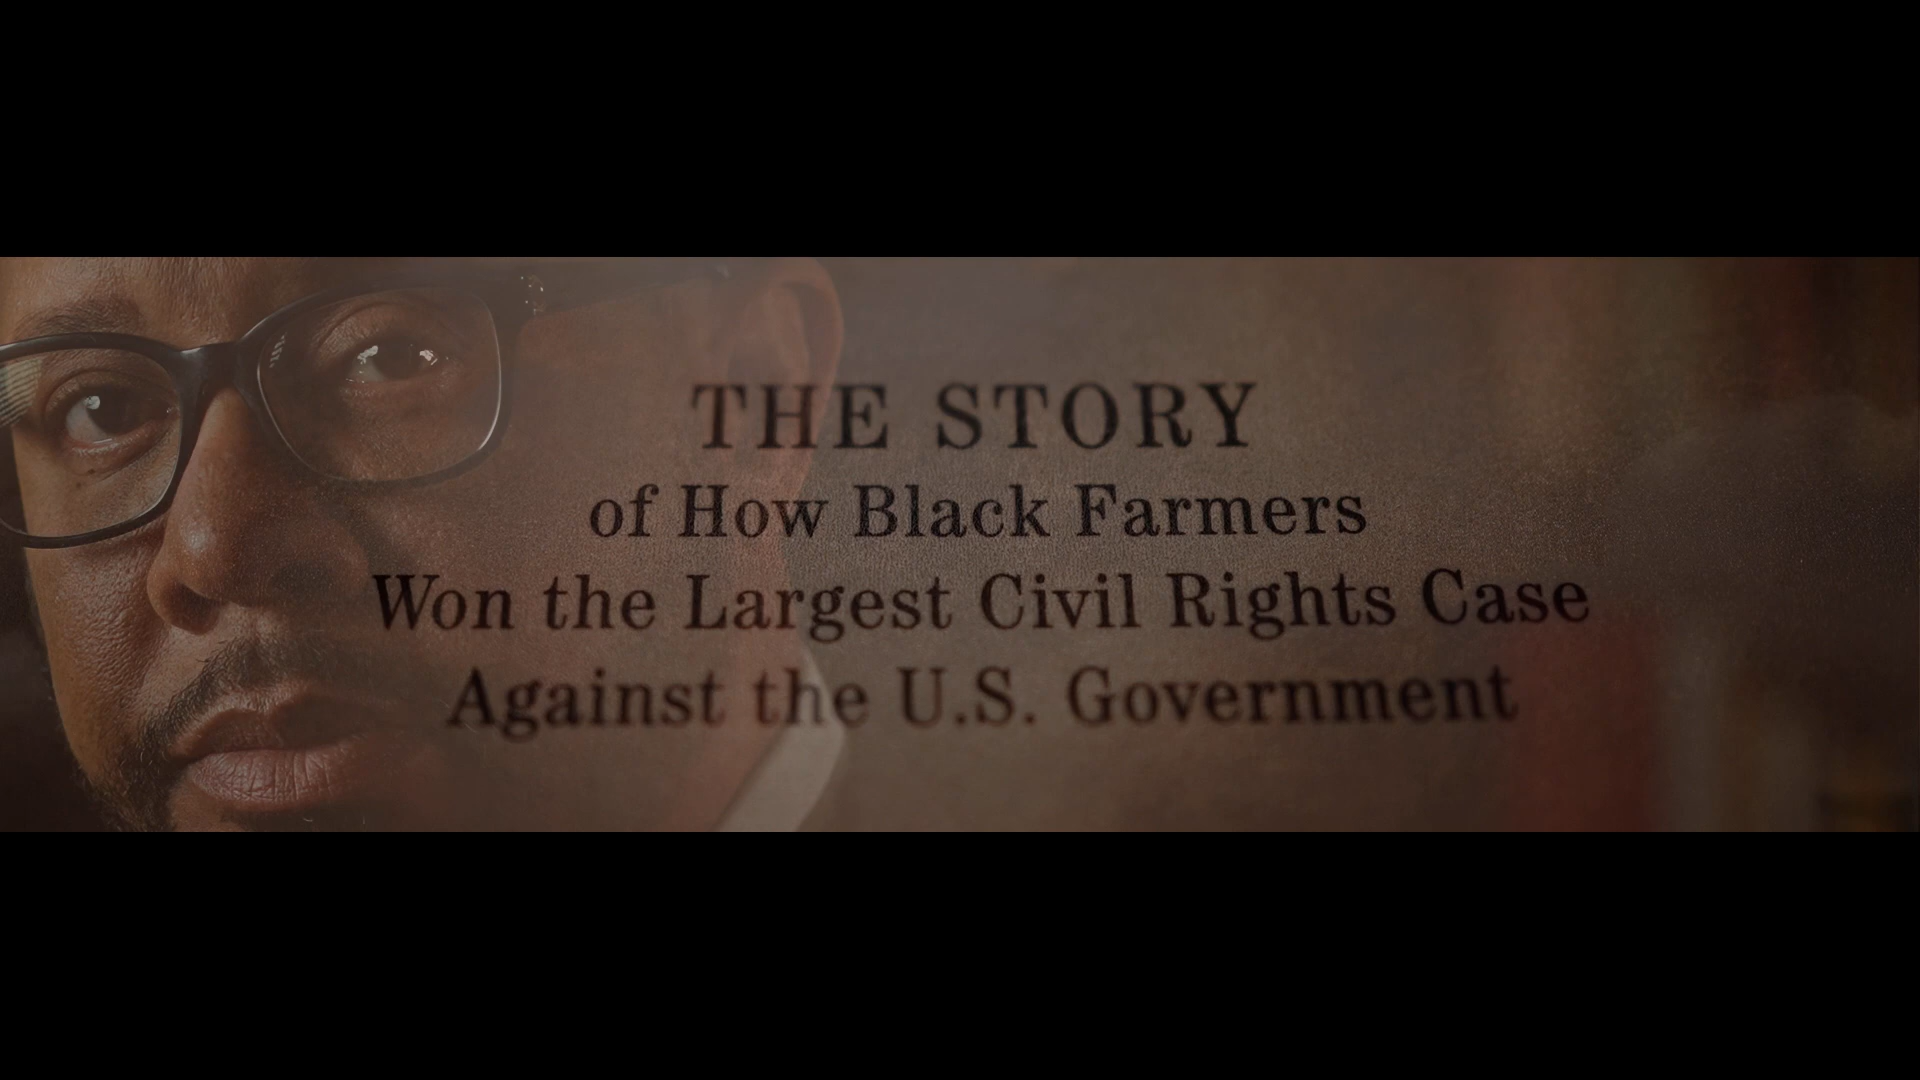 THE STORY
of How Black Farmers
Won the Largest Civil Rights Case
Against the U.S. Government